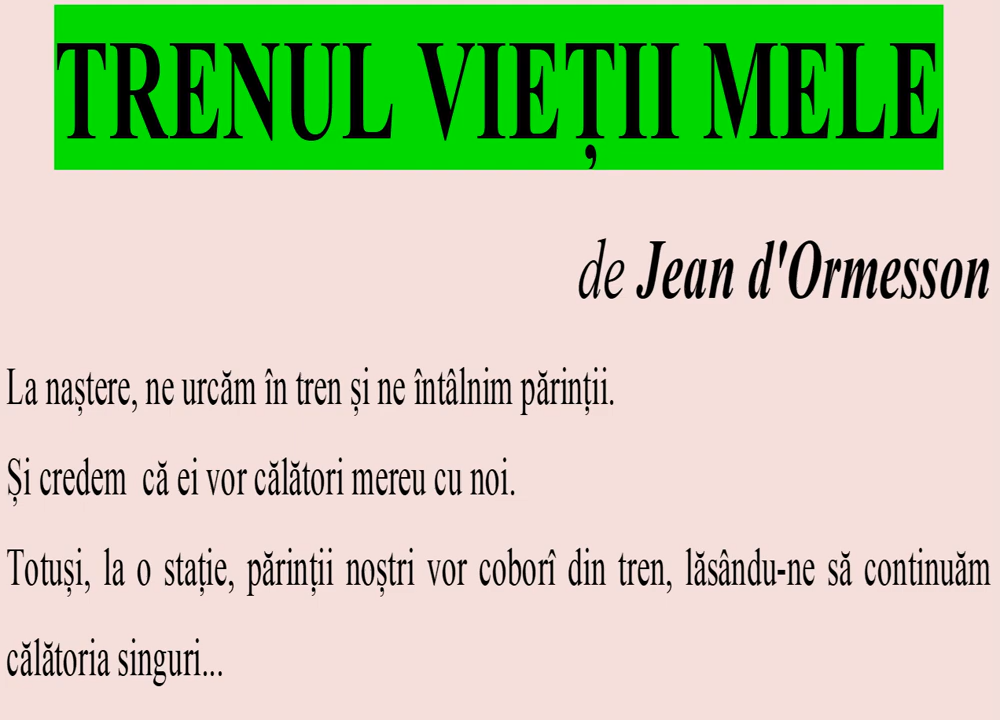 TRENUL VIEȚII MELE
de Jean d'Ormesson
La naștere, ne urcăm în tren și ne întâlnim părinții.
Și credem  că ei vor călători mereu cu noi.
Totuși, la o stație, părinții noștri vor coborî din tren, lăsându-ne să continuăm
călătoria singuri...